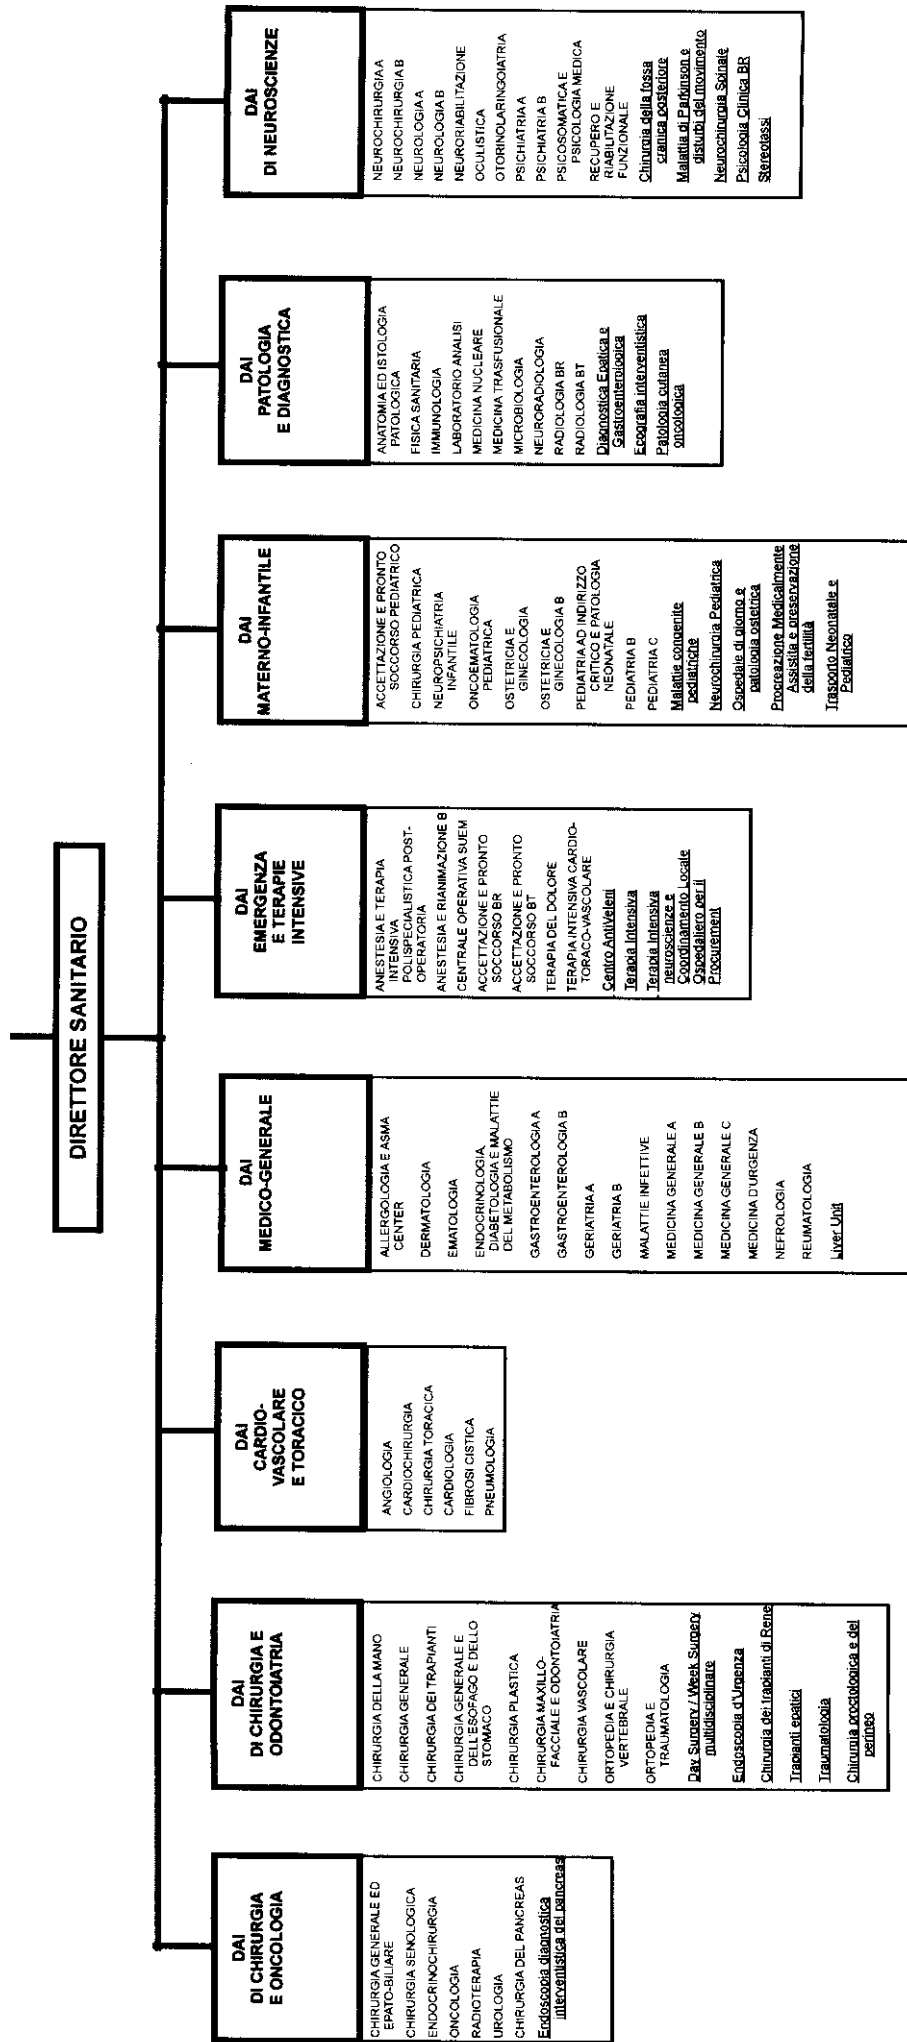 DIRETTORE SANITARIO
DAI
DI CHIRURGIA
E ONCOLOGIA
CHIRURGIA GENERALE ED
EPATO-BILIARE
CHIRURGIA SENOLOGICA
ENDOCRINOCHIRURGIA
ONCOLOGIA
RADIOTERAPIA
UROLOGIA
CHIRURGIA DEL PANCREAS
Endoscopia diagnostica
interventistica del pancreas
DAI
DI CHIRURGIA E
ODONTOIATRIA
CHIRURGIA DELLA MANO
CHIRURGIA GENERALE
CHIRURGIA DEI TRAPIANTI
CHIRURGIA GENERALE E
DELL'ESOFAGO E DELLO
STOMACO
CHIRURGIA PLASTICA
CHIRURGIA MAXILLO-
FACCIALE E ODONTOIATRIA
CHIRURGIA VASCOLARE
ORTOPEDIA E CHIRURGIA
VERTEBRALE
ORTOPEDIA E
TRAUMATOLOGIA
Day Surgery / Week Surgery
multidisciplinare
Endoscopia d'Urgenza
Chirurgia dei trapianti di Rene
Trapianti epatici
Traumatologia
Chirurgia proctologica e del
perineo
DAI
CARDIO-
VASCOLARE
E TORACICO
ANGIOLOGIA
CARDIOCHIRURGIA
CHIRURGIA TORACICA
CARDIOLOGIA
FIBROSI CISTICA
PNEUMOLOGIA
DAI
MEDICO-GENERALE
ALLERGOLOGIA E ASMA
CENTER
DERMATOLOGIA
EMATOLOGIA
ENDOCRINOLOGIA,
DIABETOLOGIA E MALATTIE
DEL METABOLISMO
GASTROENTEROLOGIA A
GASTROENTEROLOGIA B
GERIATRIA A
GERIATRIA B
MALATTIE INFETTIVE
MEDICINA GENERALE A
MEDICINA GENERALE B
MEDICINA GENERALE C
MEDICINA D'URGENZA
NEFROLOGIA
REUMATOLOGIA
Liver Unit
DAI
EMERGENZA
E TERAPIE
INTENSIVE
ANESTESIA E TERAPIA
INTENSIVA
POLISPECIALISTICA POST-
OPERATORIA
ANESTESIA E RIANIMAZIONE B
CENTRALE OPERATIVA SUEM
ACCETTAZIONE E PRONTO
SOCCORSO BR
ACCETTAZIONE E PRONTO
SOCCORSO BT
TERAPIA DEL DOLORE
TERAPIA INTENSIVA CARDIO-
TORACO-VASCOLARE
Centro AntiVeleni
Terapia Intensiva
Terapia Intensiva
neuroscienze e
Coordinamento Locale
Ospedaliero per il
Procurement
DAI
MATERNO-INFANTILE
ACCETTAZIONE E PRONTO
SOCCORSO PEDIATRICO
CHIRURGIA PEDIATRICA
NEUROPSICHIATRIA
INFANTILE
ONCOEMATOLOGIA
PEDIATRICA
OSTETRICIA E
GINECOLOGIA
OSTETRICIA E
GINECOLOGIA B
PEDIATRIA AD INDIRIZZO
CRITICO E PATOLOGIA
NEONATALE
PEDIATRIA B
PEDIATRIA C
Malattie congenite
pediatriche
Neurochirurgia Pediatrica
Ospedale di giorno e
patologia ostetrica
Procreazione Medicalmente
Assistita e preservazione
della fertilità
Trasporto Neonatale e
Pediatrico
DAI
PATOLOGIA
E DIAGNOSTICA
ANATOMIA ED ISTOLOGIA
PATOLOGICA
FISICA SANITARIA
IMMUNOLOGIA
LABORATORIO ANALISI
MEDICINA NUCLEARE
MEDICINA TRASFUSIONALE
MICROBIOLOGIA
NEURORADIOLOGIA
RADIOLOGIA BR
RADIOLOGIA BT
Diagnostica Epatica e
Gastroenterologica
Ecografia interventistica
Patologia cutanea
oncologica
DAI
DI NEUROSCIENZE
NEUROCHIRURGIA A
NEUROCHIRURGIA B
NEUROLOGIA A
NEUROLOGIA B
NEURORIABILITAZIONE
OCULISTICA
OTORINOLARINGOIATRIA
PSICHIATRIA A
PSICHIATRIA B
PSICOSOMATICA E
PSICOLOGIA MEDICA
RECUPERO E
RIABILITAZIONE
FUNZIONALE
Chirurgia della fossa
cranica posteriore
Malattia di Parkinson e
disturbi del movimento
Neurochirurgia Spinale
Psicologia Clinica BR
Stereotassi